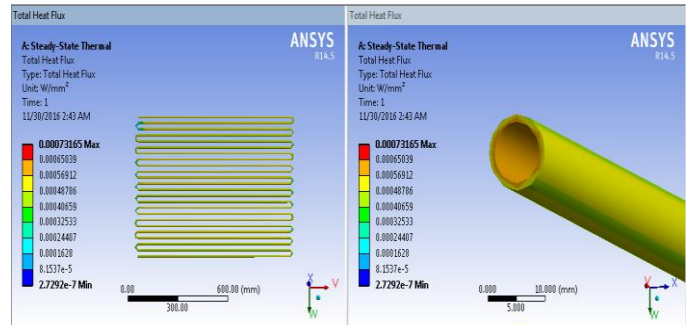 Total Heat Flux
A: Steady-State Thermal
Total Heat Flux
Type: Total Heat Flux
Unit: W/mm²
Time: 1
11/30/2016 2:43 AM
ANSYS
R14.5
0.00073165 Max
0.00065039
0.00056912
0.00048786
0.00040659
0.00032533
0.00024407
0.0001628
8.1537e-5
2.7292e-7 Min
0.00
600.00 (mm)
300.00
X
V
W
Total Heat Flux
A: Steady-State Thermal
Total Heat Flux
Type: Total Heat Flux
Unit: W/mm²
Time: 1
11/30/2016 2:43 AM
ANSYS
R14.5
0.00073165 Max
0.00065039
0.00056912
0.00048786
0.00040659
0.00032533
0.00024407
0.0001628
8.1537e-5
2.7292e-7 Min
0.000
10.000 (mm)
5.000
V
X
W